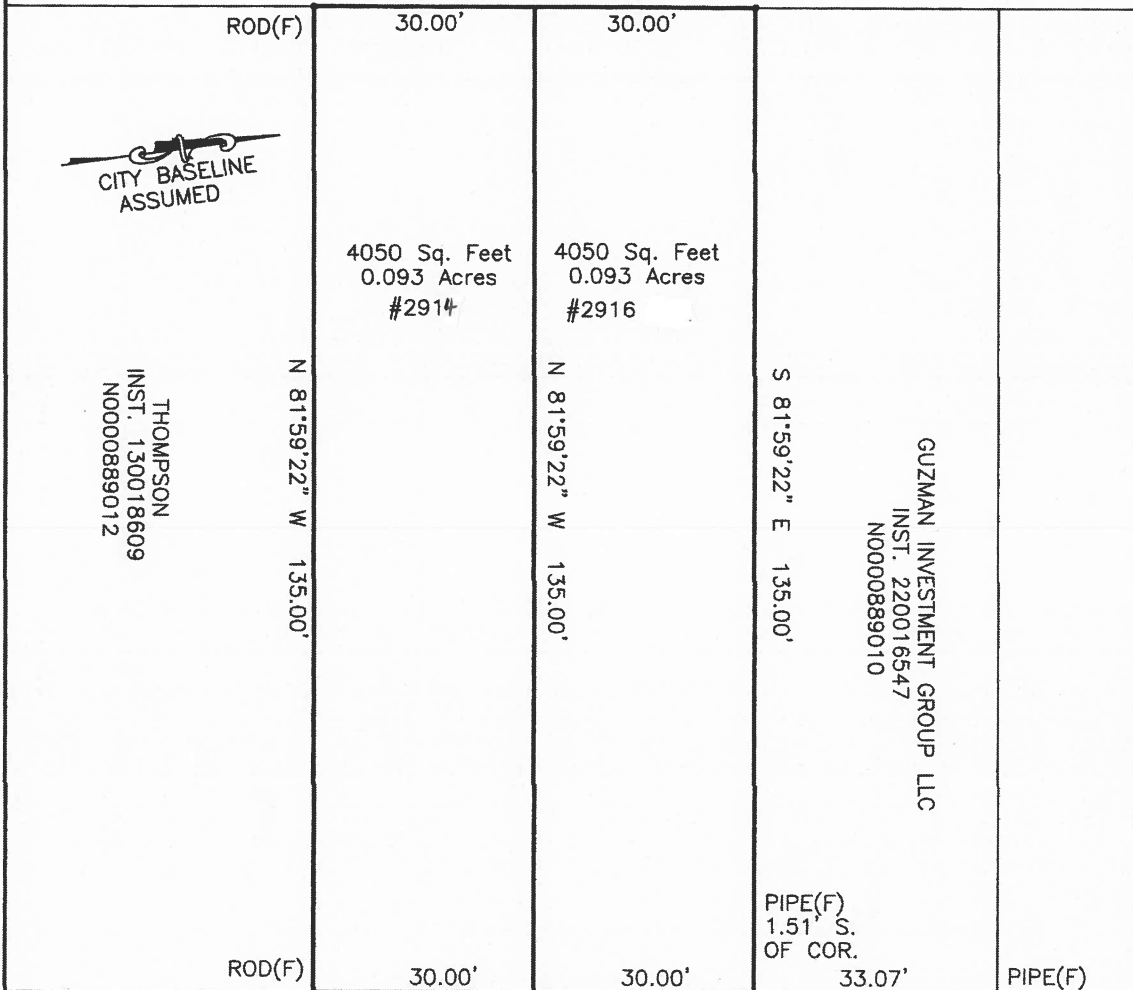 ROD(F)
30.00'
30.00'
CITY BASELINE
ASSUMED
4050 Sq. Feet
0.093 Acres
#2914
4050 Sq. Feet
0.093 Acres
#2916
THOMPSON
INST. 130018609
N0000889012
N 81°59'22" W 135.00'
N 81°59'22" W 135.00'
S 81°59'22" E 135.00'
GUZMAN INVESTMENT GROUP LLC
INST. 220016547
N0000889010
PIPE(F)
1.51' S.
OF COR.
ROD(F)
30.00'
30.00'
33.07'
PIPE(F)